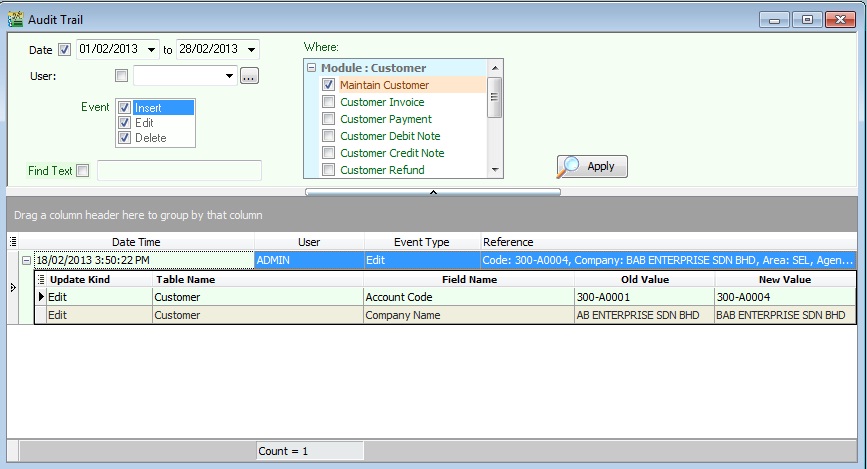 Audit Trail
Date 01/02/2013 to 28/02/2013
User: ...
Event Insert
Edit
Delete
Find Text
Where:
Module : Customer
Maintain Customer
Customer Invoice
Customer Payment
Customer Debit Note
Customer Credit Note
Customer Refund
Apply
Drag a column header here to group by that column
Date Time User Event Type Reference
18/02/2013 3:50:22 PM ADMIN Edit Code: 300-A0004, Company: BAB ENTERPRISE SDN BHD, Area: SEL, Agen...
Update Kind Table Name Field Name Old Value New Value
Edit Customer Account Code 300-A0001 300-A0004
Edit Customer Company Name AB ENTERPRISE SDN BHD BAB ENTERPRISE SDN BHD
Count = 1